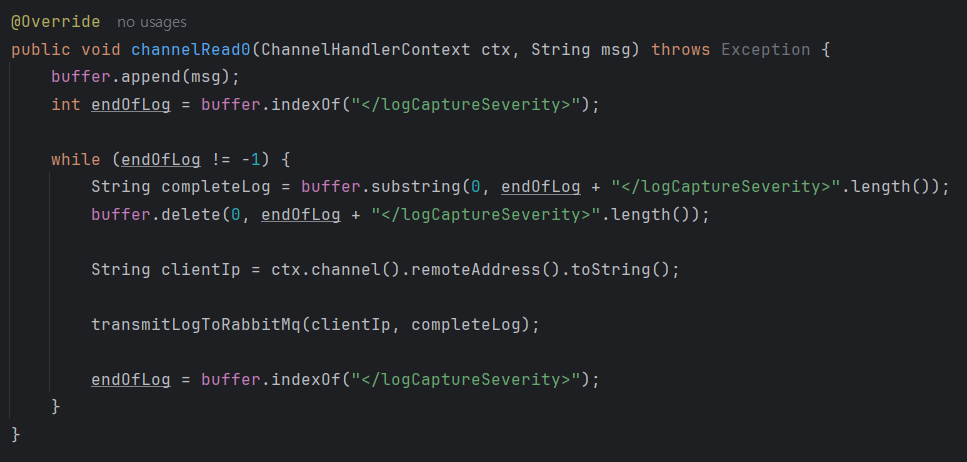 @Override no usages
public void channelRead0(ChannelHandlerContext ctx, String msg) throws Exception {
    buffer.append(msg);
    int endOfLog = buffer.indexOf("</logCaptureSeverity>");
    while (endOfLog != -1) {
        String completeLog = buffer.substring(0, endOfLog + "</logCaptureSeverity>".length());
        buffer.delete(0, endOfLog + "</logCaptureSeverity>".length());
        String clientIp = ctx.channel().remoteAddress().toString();
        transmitLogToRabbitMq(clientIp, completeLog);
        endOfLog = buffer.indexOf("</logCaptureSeverity>");
    }
}